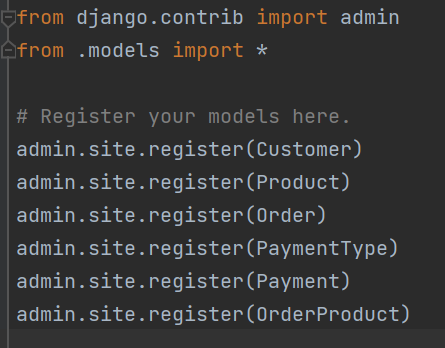 from django.contrib import admin
from .models import *
# Register your models here.
admin.site.register(Customer)
admin.site.register(Product)
admin.site.register(Order)
admin.site.register(PaymentType)
admin.site.register(Payment)
admin.site.register(OrderProduct)